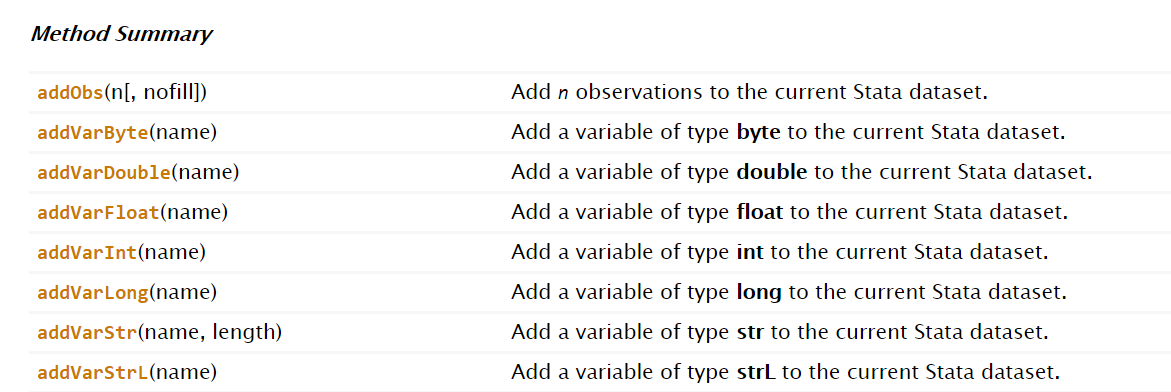 Method Summary
addObs(n[, nofill]) Add n observations to the current Stata dataset.
addVarByte(name) Add a variable of type byte to the current Stata dataset.
addVarDouble(name) Add a variable of type double to the current Stata dataset.
addVarFloat(name) Add a variable of type float to the current Stata dataset.
addVarInt(name) Add a variable of type int to the current Stata dataset.
addVarLong(name) Add a variable of type long to the current Stata dataset.
addVarStr(name, length) Add a variable of type str to the current Stata dataset.
addVarStrL(name) Add a variable of type strL to the current Stata dataset.